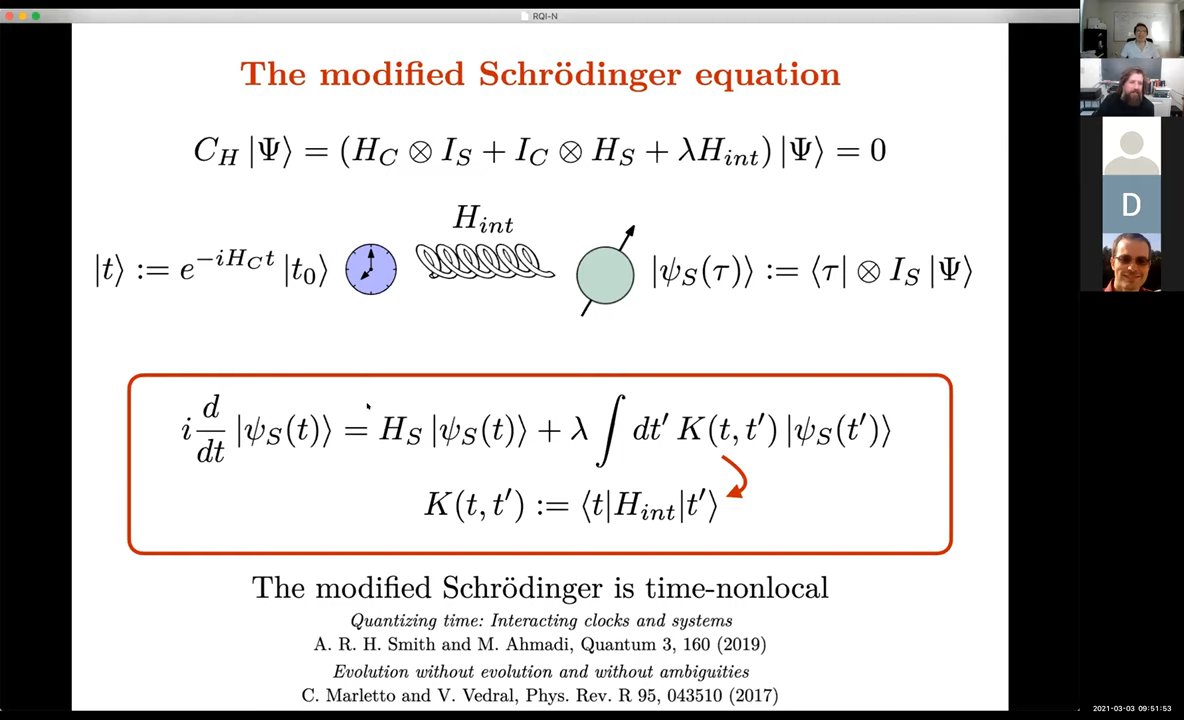 RQI-N
The modified Schrödinger equation
C_H |Ψ⟩ = (H_C ⊗ I_S + I_C ⊗ H_S + λH_int) |Ψ⟩ = 0
H_int
|t⟩ := e^{-iH_C t} |t_0⟩
|ψ_S(τ)⟩ := ⟨τ| ⊗ I_S |Ψ⟩
i d/dt |ψ_S(t)⟩ = H_S |ψ_S(t)⟩ + λ ∫ dt′ K(t, t′) |ψ_S(t′)⟩
K(t, t′) := ⟨t|H_int|t′⟩
The modified Schrödinger is time-nonlocal
Quantizing time: Interacting clocks and systems
A. R. H. Smith and M. Ahmadi, Quantum 3, 160 (2019)
Evolution without evolution and without ambiguities
C. Marletto and V. Vedral, Phys. Rev. R 95, 043510 (2017)
D
2021-03-03 09:51:53